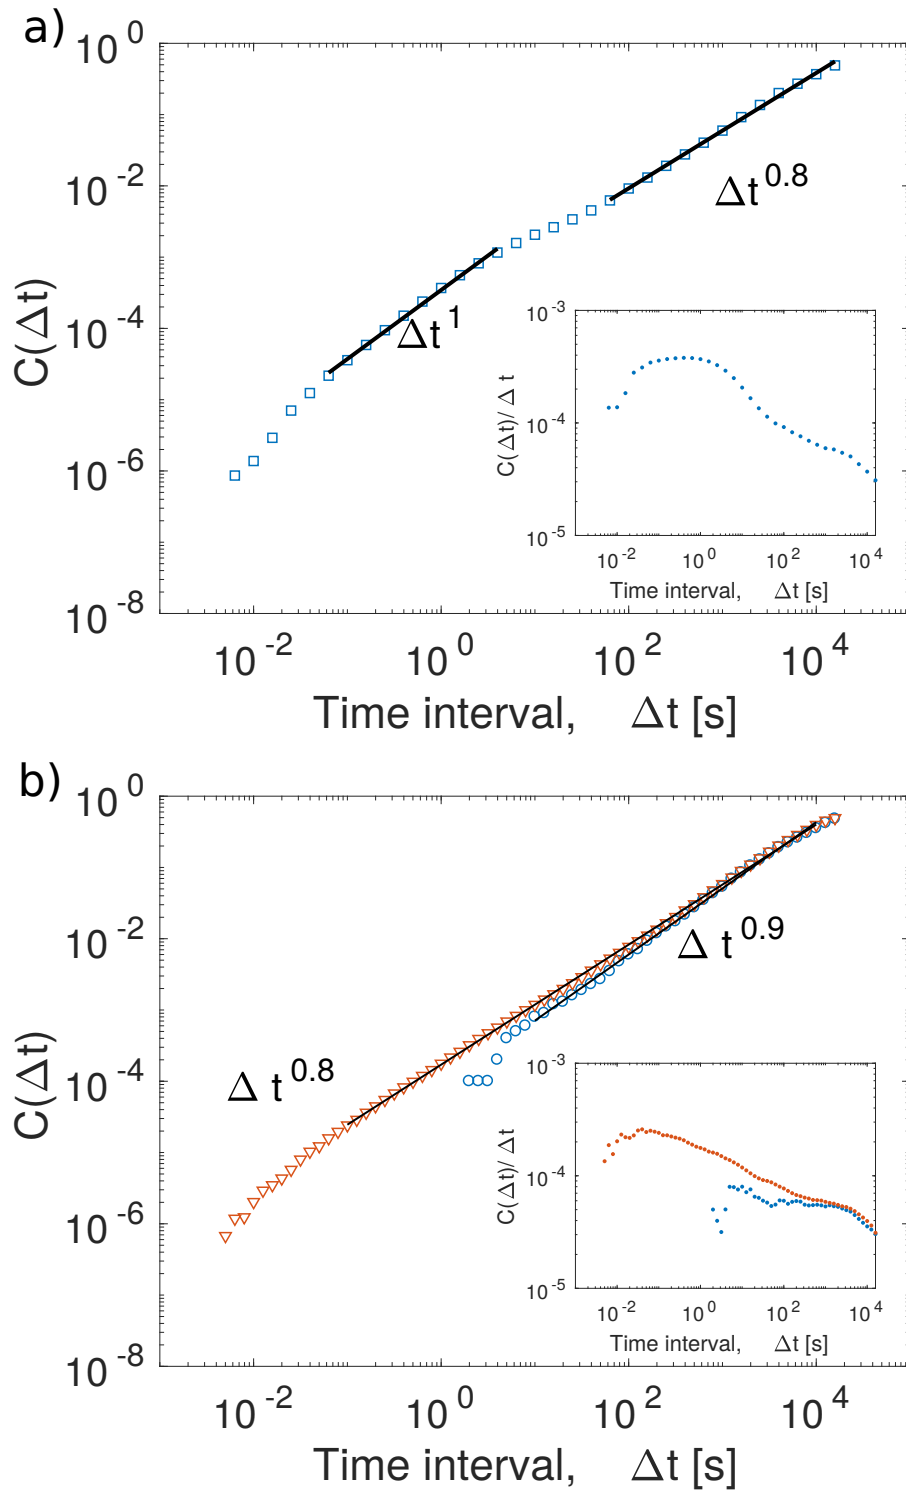 a)
10^0
10^-2
10^-4
10^-6
10^-8
C(Δt)
Δt^0.8
Δt^1
10^-3
10^-4
10^-5
C(Δt)/ Δ t
10^-2 10^0 10^2 10^4
Time interval, Δt [s]
10^-2 10^0 10^2 10^4
Time interval, Δt [s]
b)
10^0
10^-2
10^-4
10^-6
10^-8
C(Δt)
Δ t^0.9
Δ t^0.8
10^-3
10^-4
10^-5
C(Δt)/ Δt
10^-2 10^0 10^2 10^4
Time interval, Δt [s]
10^-2 10^0 10^2 10^4
Time interval, Δt [s]